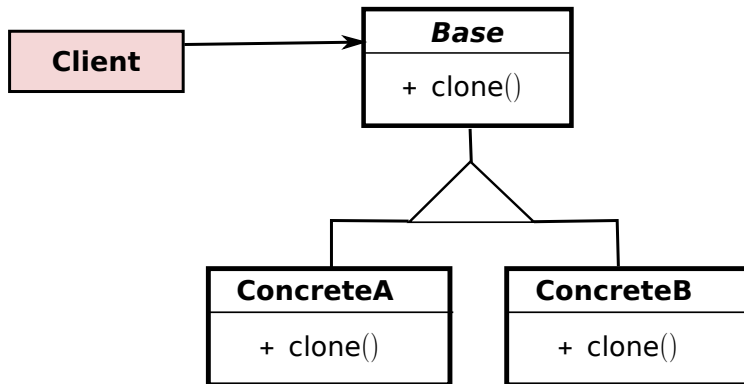 Base
Client
+ clone()
ConcreteA
ConcreteB
+ clone()
+ clone()